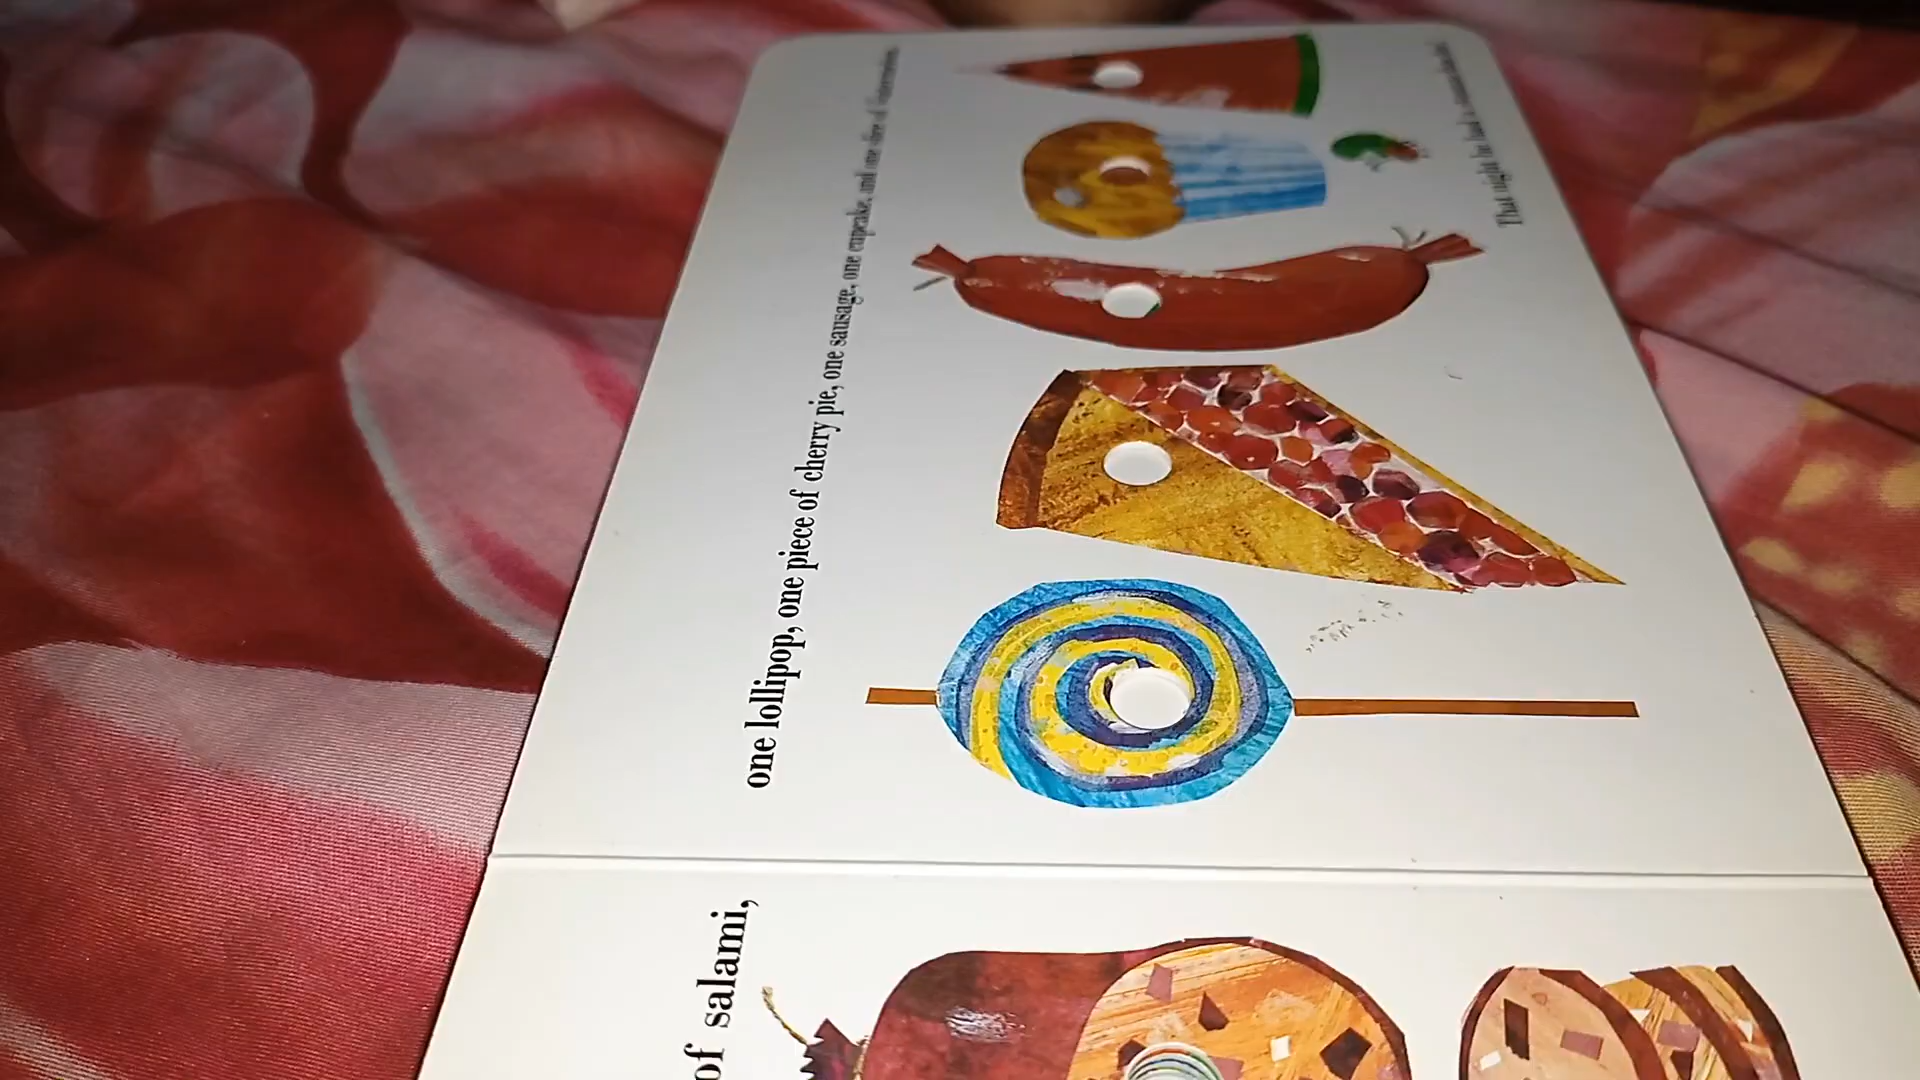 of salami,
one lollipop, one piece of cherry pie, one sausage, one cupcake, and one slice of watermelon.
That night he had a stomachache!